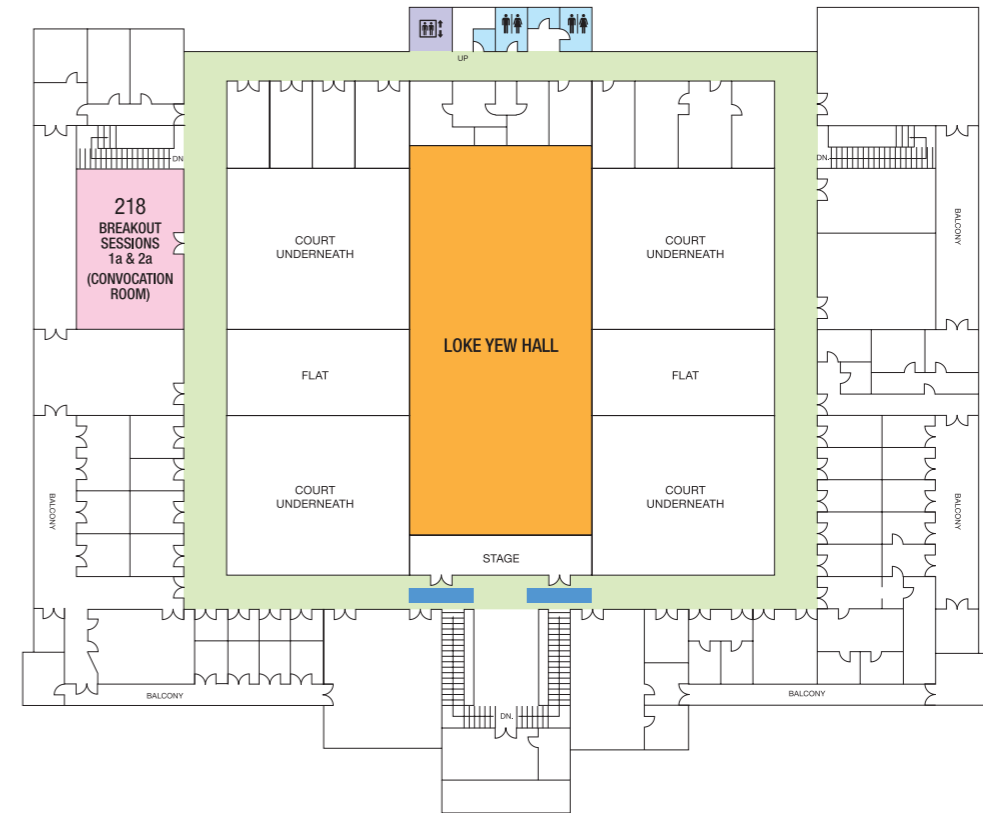 UP
DN.
DN.
218
BREAKOUT
SESSIONS
1a & 2a
(CONVOCATION
ROOM)
COURT
UNDERNEATH
COURT
UNDERNEATH
BALCONY
LOKE YEW HALL
FLAT
FLAT
BALCONY
COURT
UNDERNEATH
COURT
UNDERNEATH
BALCONY
STAGE
BALCONY
BALCONY
DN.